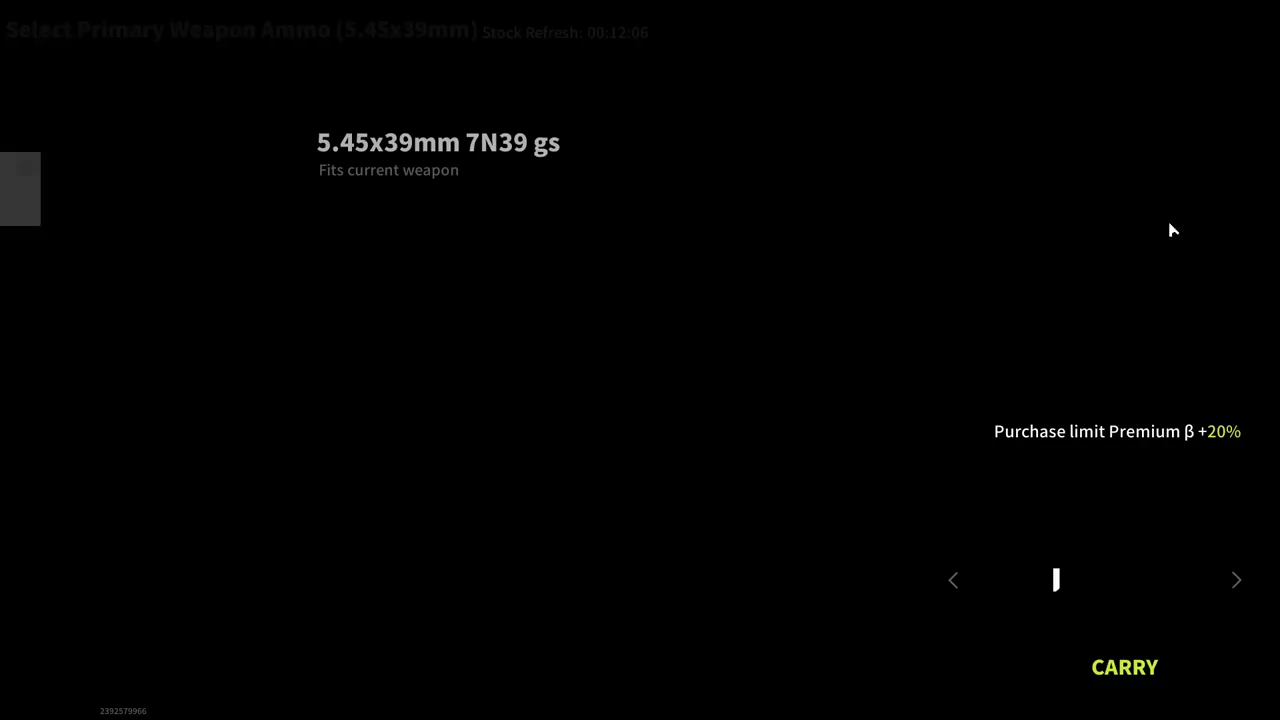 Select Primary Weapon Ammo (5.45x39mm) Stock Refresh: 00:12:06
5.45x39mm 7N39 gs
Fits current weapon
Purchase limit Premium β +20%
CARRY
2392579966